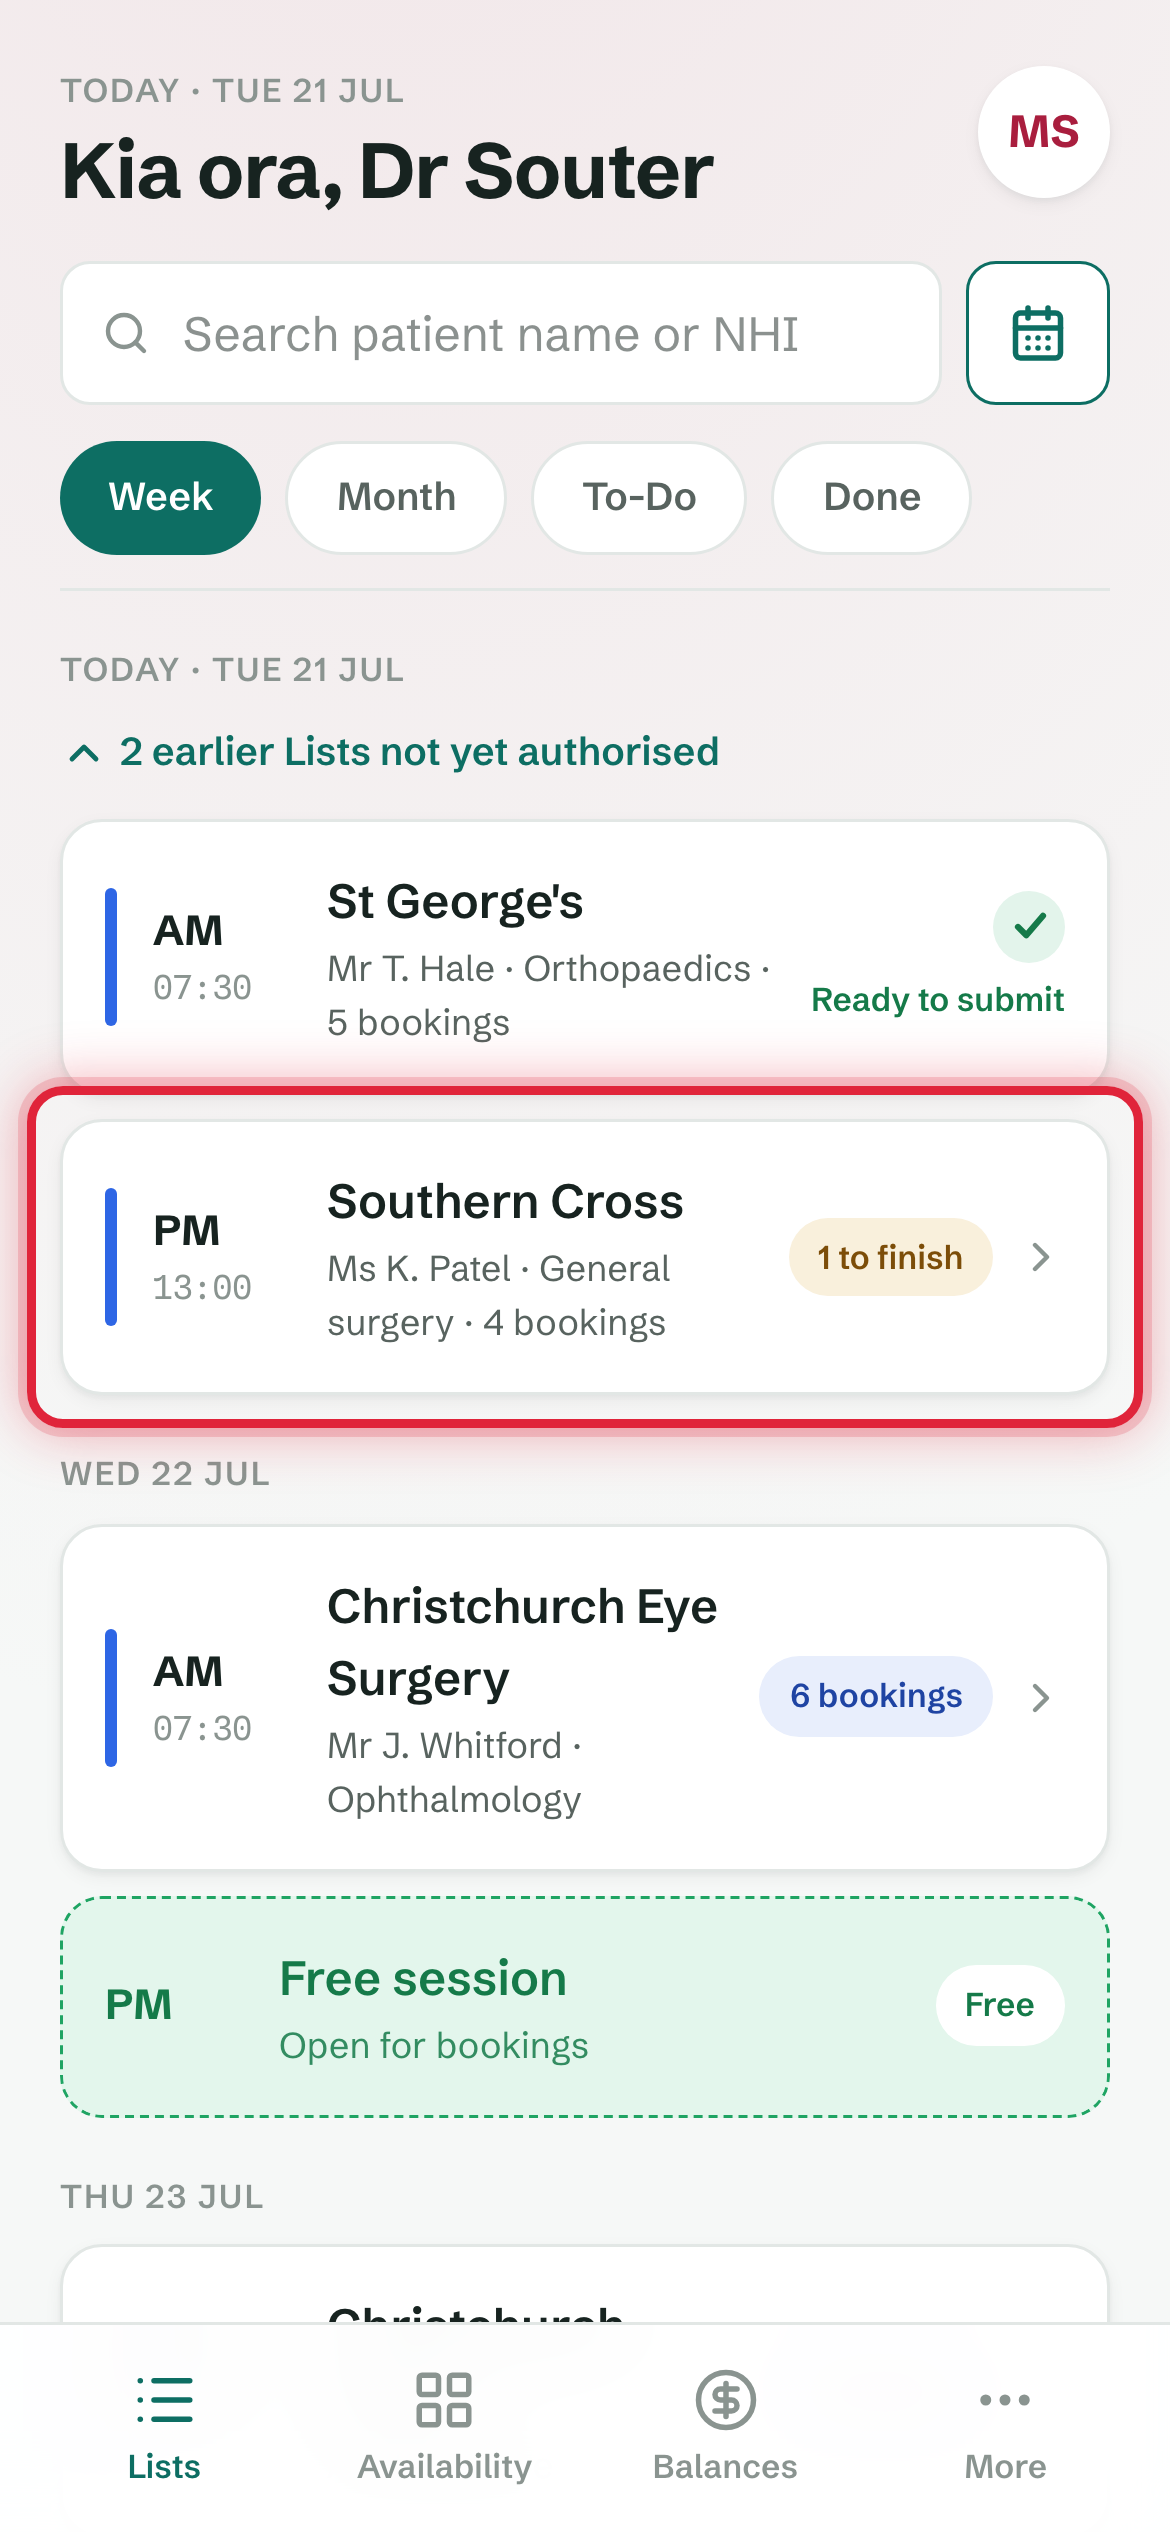 TODAY · TUE 21 JUL
Kia ora, Dr Souter
MS
Search patient name or NHI
Week
Month
To-Do
Done
TODAY · TUE 21 JUL
2 earlier Lists not yet authorised
AM
07:30
St George's
Mr T. Hale · Orthopaedics ·
5 bookings
Ready to submit
PM
13:00
Southern Cross
Ms K. Patel · General
surgery · 4 bookings
1 to finish
WED 22 JUL
AM
07:30
Christchurch Eye
Surgery
Mr J. Whitford ·
Ophthalmology
6 bookings
PM
Free session
Open for bookings
Free
THU 23 JUL
Christchurch
Lists
Availability
Balances
More